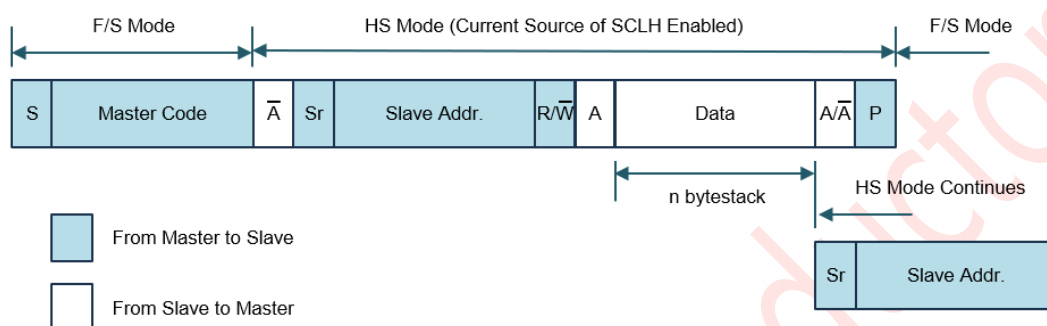 F/S Mode HS Mode (Current Source of SCLH Enabled) F/S Mode
S Master Code A̅ Sr Slave Addr. R/W̅ A Data A/A̅ P
n bytestack HS Mode Continues
From Master to Slave
Sr Slave Addr.
From Slave to Master